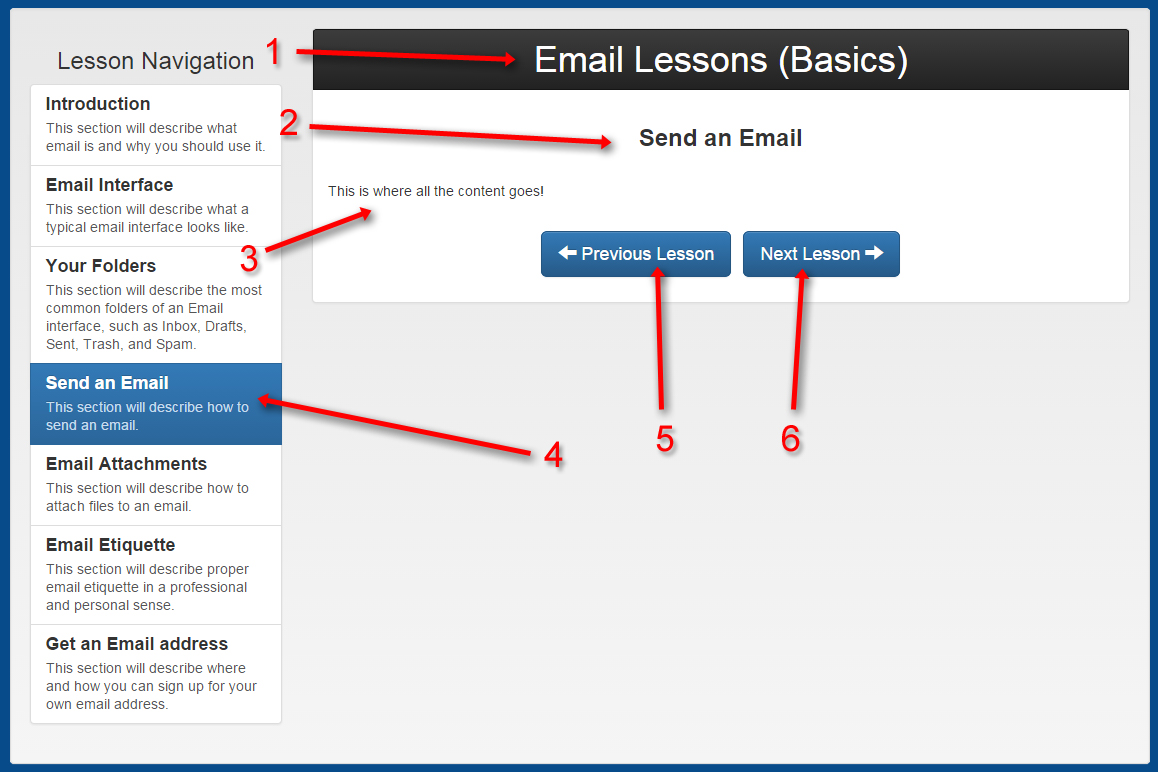 Lesson Navigation
1
Email Lessons (Basics)
Introduction
This section will describe what
email is and why you should use it.
2
Send an Email
Email Interface
This section will describe what a
typical email interface looks like.
This is where all the content goes!
3
Your Folders
This section will describe the most
common folders of an Email
interface, such as Inbox, Drafts,
Sent, Trash, and Spam.
Previous Lesson
Next Lesson
Send an Email
This section will describe how to
send an email.
4
5
6
Email Attachments
This section will describe how to
attach files to an email.
Email Etiquette
This section will describe proper
email etiquette in a professional
and personal sense.
Get an Email address
This section will describe where
and how you can sign up for your
own email address.